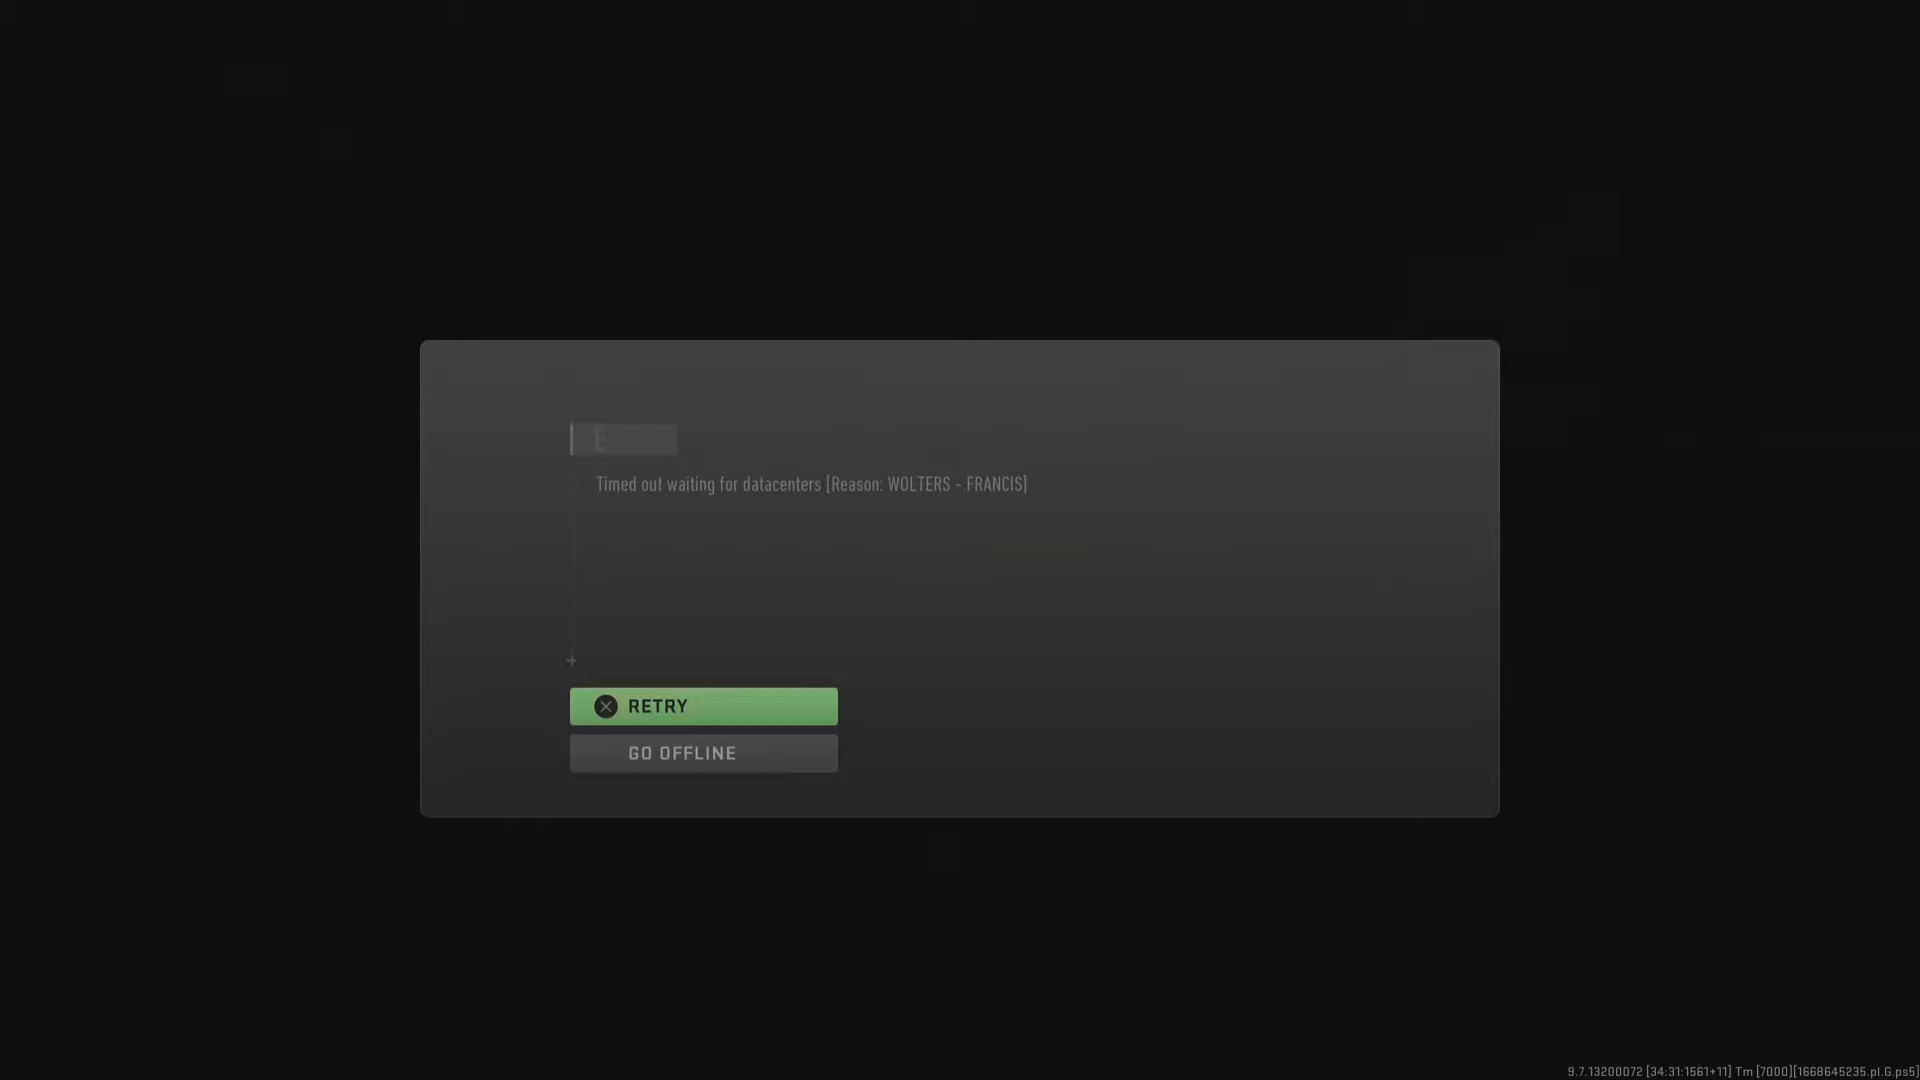 Timed out waiting for datacenters [Reason: WOLTERS - FRANCIS]
RETRY
GO OFFLINE
9.7.13200072 [34:31:1561+11] Tm [7000][1668645235.pl.G.ps5]